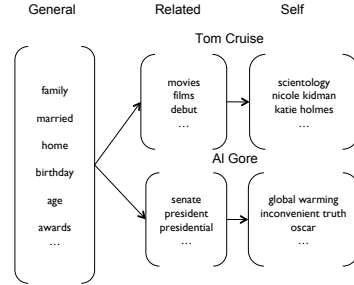 General
Related
Self
family
married
home
birthday
age
awards
...
Tom Cruise
movies
films
debut
...
scientology
nicole kidman
katie holmes
...
Al Gore
senate
president
presidential
...
global warming
inconvenient truth
oscar
...